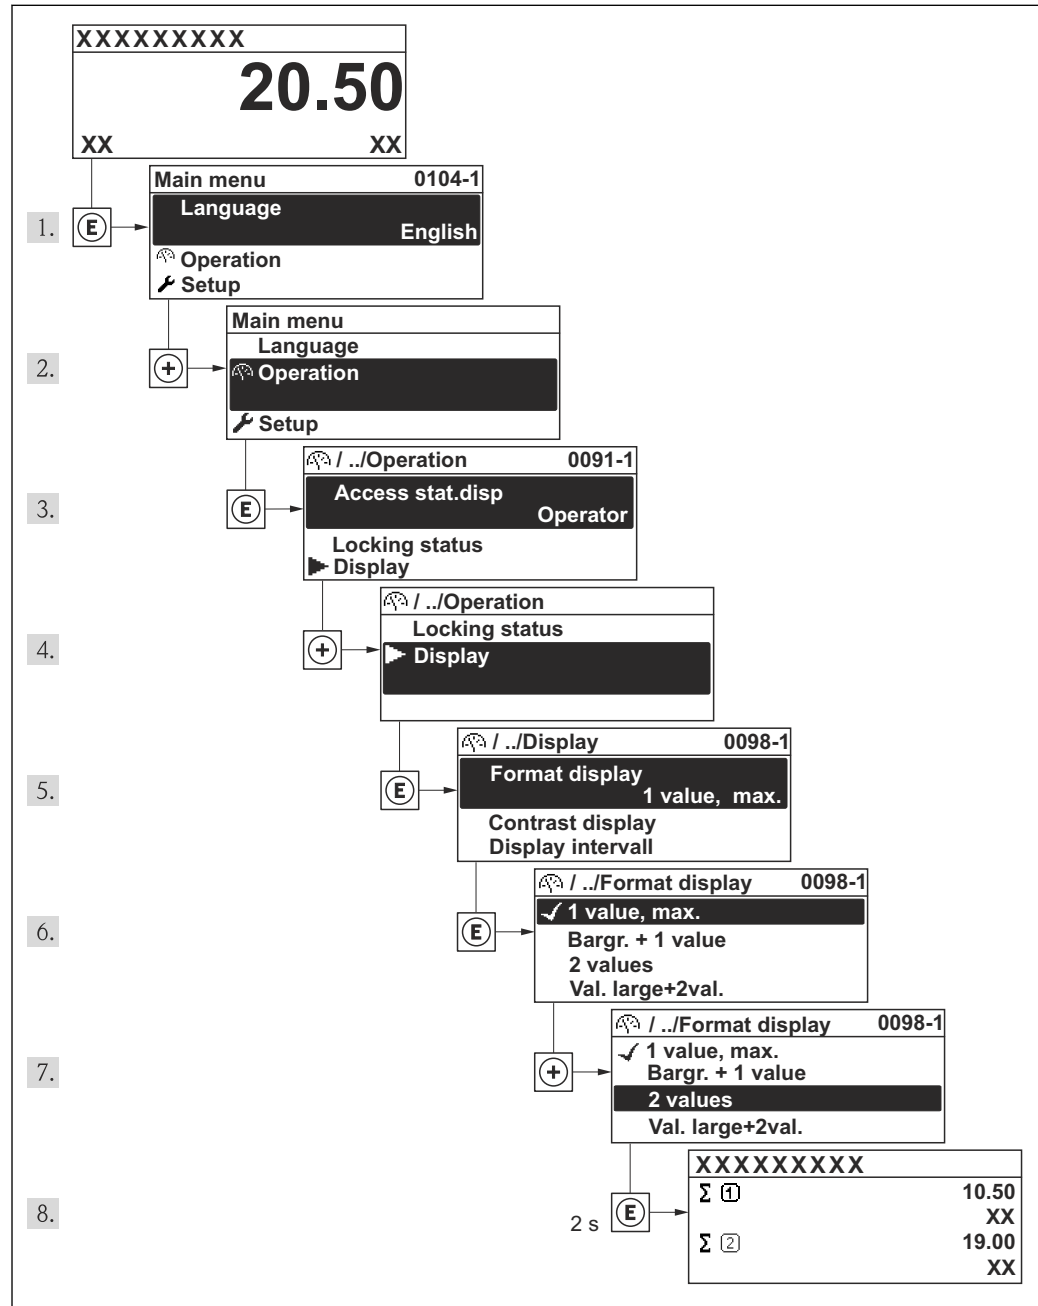 XXXXXXXXX
20.50
XX XX
Main menu 0104-1
Language
1. E English
Operation
Setup
Main menu
Language
2. + Operation
Setup
/ ../Operation 0091-1
Access stat.disp
3. E Operator
Locking status
Display
/ ../Operation
Locking status
4. + Display
/ ../Display 0098-1
Format display
5. E 1 value, max.
Contrast display
Display intervall
/ ../Format display 0098-1
1 value, max.
6. E Bargr. + 1 value
2 values
Val. large+2val.
/ ../Format display 0098-1
1 value, max.
7. + Bargr. + 1 value
2 values
Val. large+2val.
XXXXXXXXX
Σ 1 10.50
8. 2 s E XX
Σ 2 19.00
XX